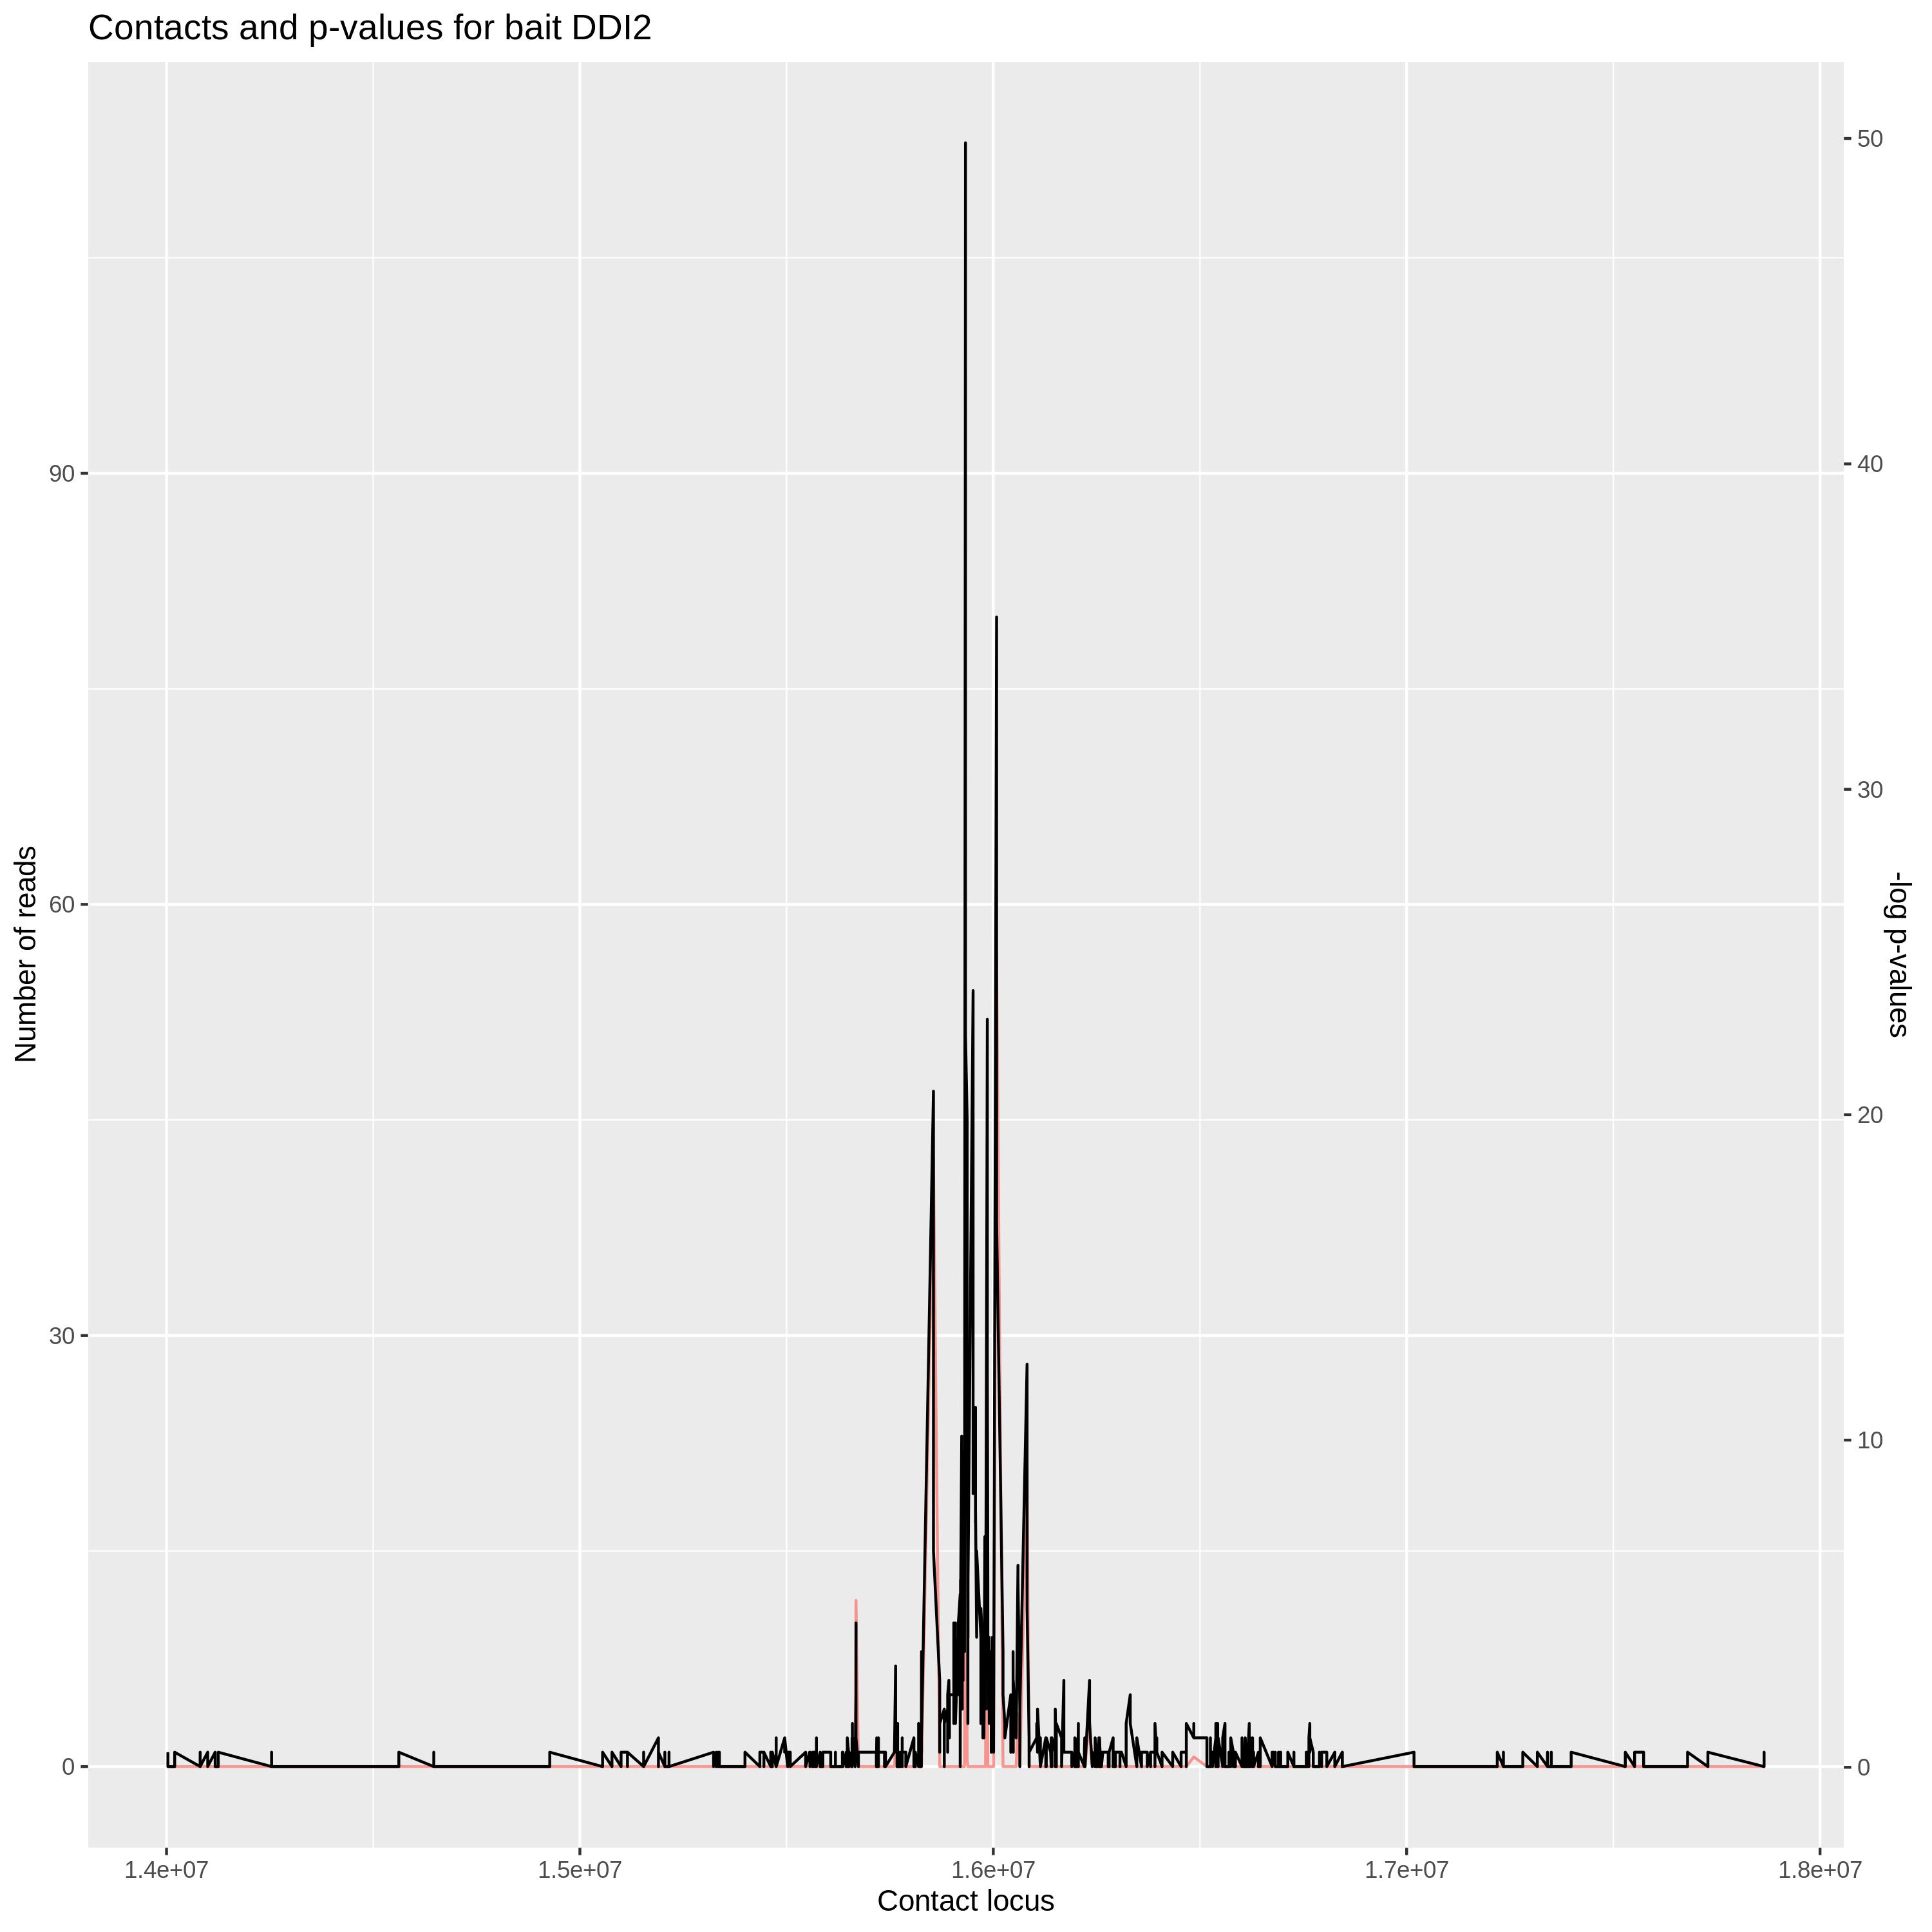 Contacts and p-values for bait DDI2
Number of reads
90
60
30
0
50
40
30
20
10
0
-log p-values
1.4e+07
1.5e+07
1.6e+07
1.7e+07
1.8e+07
Contact locus